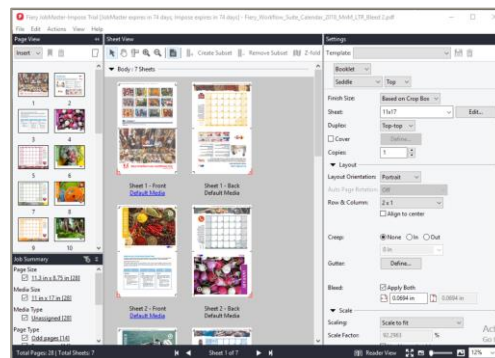 Fiery JobMaster-Impose Trial [JobMaster expires in 74 days, Impose expires in 74 days] - Fiery_Workflow_Suite_Calendar_2018_MoM_LTR_Bleed 2.pdf
File Edit Actions View Help
Page View
Sheet View
Settings
Insert
Create Subset
Remove Subset
Z-fold
Template:
Body : 7 Sheets
Booklet
Saddle
Top
Finish Size:
Based on Crop Box
Sheet:
11x17
Edit...
Duplex:
Top-top
Cover
Define...
Copies:
1
Layout
Layout Orientation:
Portrait
Auto Page Rotation:
Off
Row & Column:
2 x 1
Align to center
Creep:
None
In
Out
0 in
Gutter:
Define...
Bleed:
Apply Both
0.0694 in
0.0694 in
Scale
Scaling:
Scale to fit
Scale Factor:
92.2983
%
1
2
3
4
5
6
7
8
9
10
Sheet 1 - Front
Default Media
Sheet 1 - Back
Default Media
Sheet 2 - Front
Default Media
Sheet 2 - Back
Default Media
Job Summary
Page Size
11.3 in x 8.75 in [28]
Media Size
11 in x 17 in [28]
Media Type
Unassigned [28]
Page Type
Odd pages [14]
Total Pages: 28 | Total Sheets: 7
Sheet 1 of 7
Reader View
12%